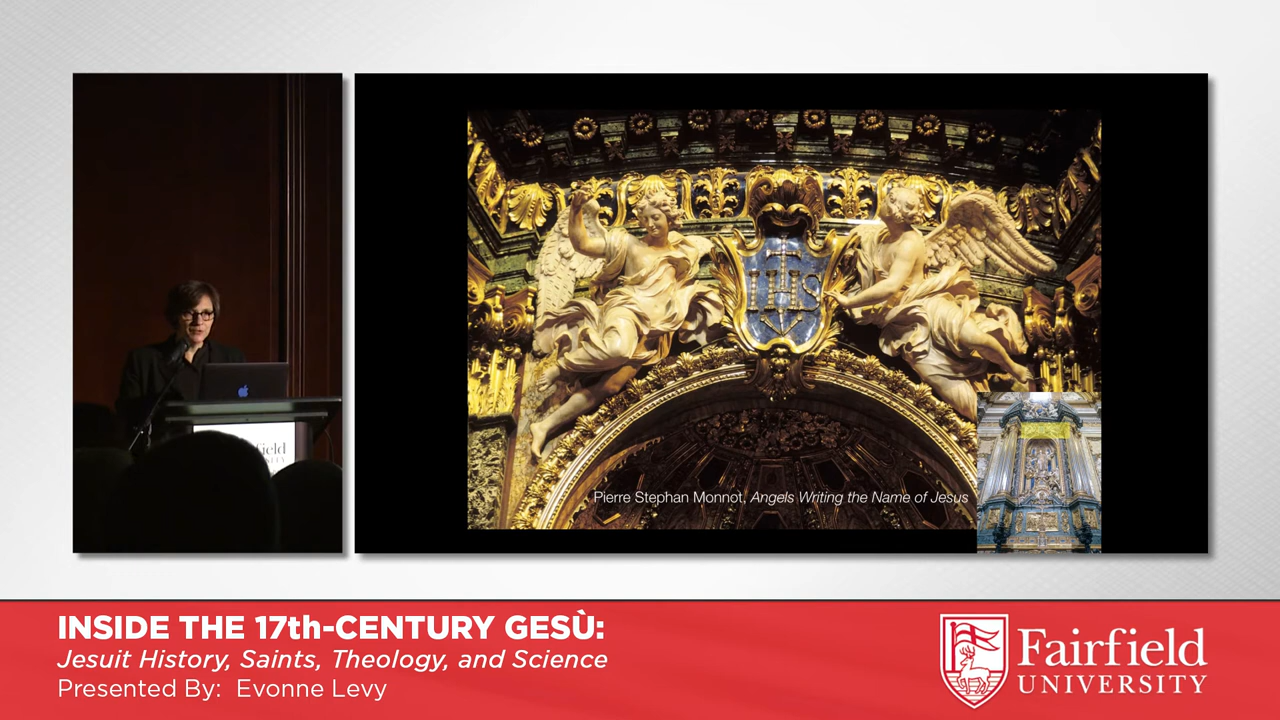 IHS
Pierre Stephan Monnot, Angels Writing the Name of Jesus
INSIDE THE 17th-CENTURY GESÙ:
Jesuit History, Saints, Theology, and Science
Presented By: Evonne Levy
Fairfield
UNIVERSITY